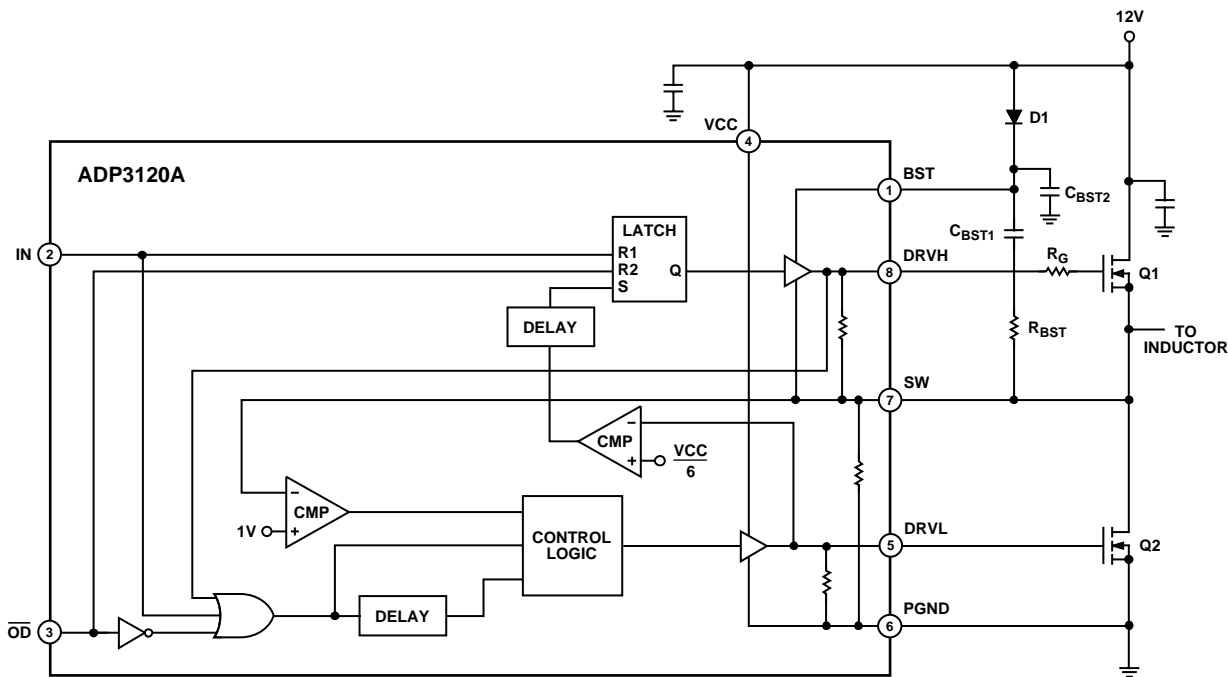 12V
D1
VCC
4
ADP3120A
BST
1
C_BST2
C_BST1
LATCH
IN 2
R1
R2 Q
S
DRVH
8
R_G
Q1
DELAY
R_BST
TO
INDUCTOR
SW
7
−
CMP
+
VCC
6
−
CMP
1V
+
CONTROL
LOGIC
DRVL
5
Q2
DELAY
PGND
6
O̅D̅ 3